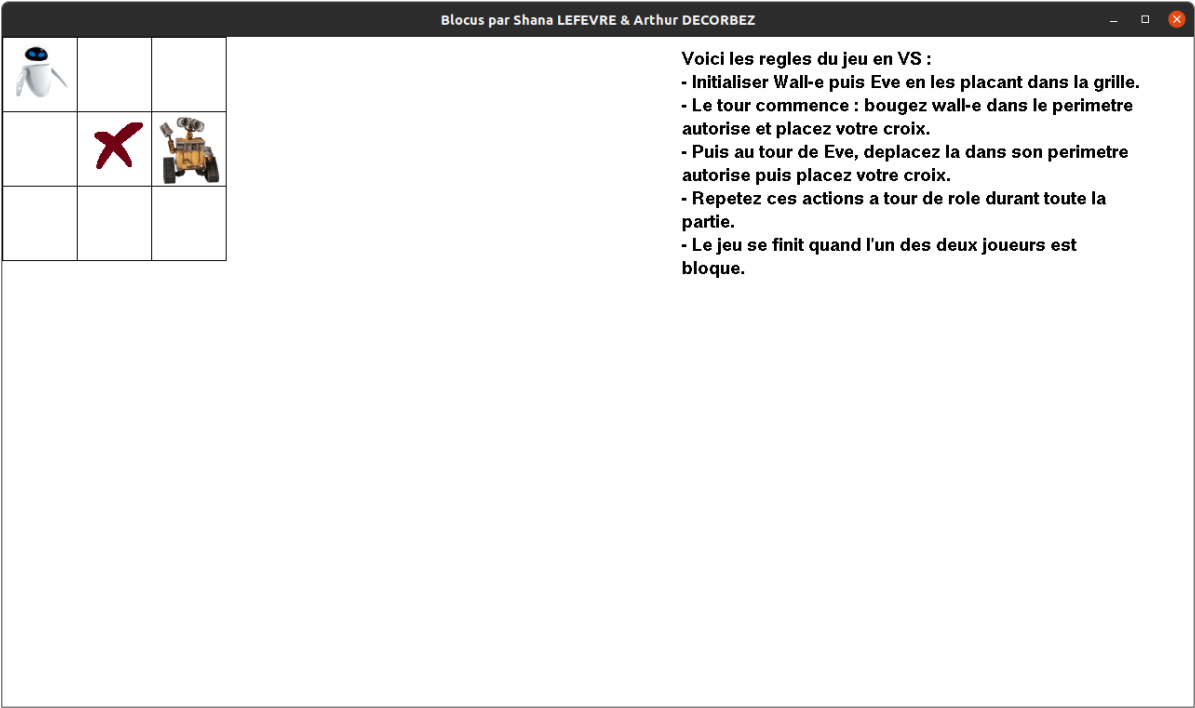 Blocus par Shana LEFEVRE & Arthur DECORBEZ
Voici les regles du jeu en VS :
- Initialiser Wall-e puis Eve en les placant dans la grille.
- Le tour commence : bougez wall-e dans le perimetre
autorise et placez votre croix.
- Puis au tour de Eve, deplacez la dans son perimetre
autorise puis placez votre croix.
- Repetez ces actions a tour de role durant toute la
partie.
- Le jeu se finit quand l'un des deux joueurs est
bloque.